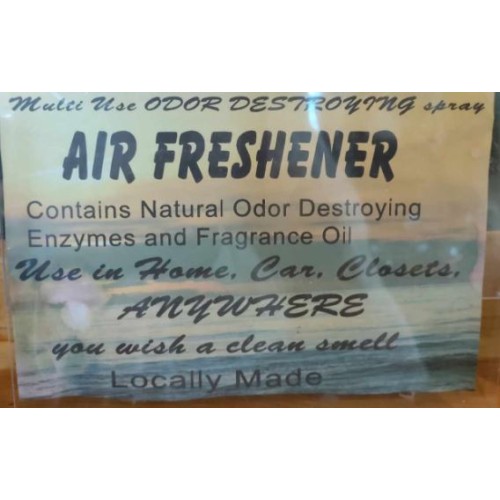 Multi Use ODOR DESTROYING spray
AIR FRESHENER
Contains Natural Odor Destroying
Enzymes and Fragrance Oil
Use in Home, Car, Closets,
ANYWHERE
you wish a clean smell
Locally Made